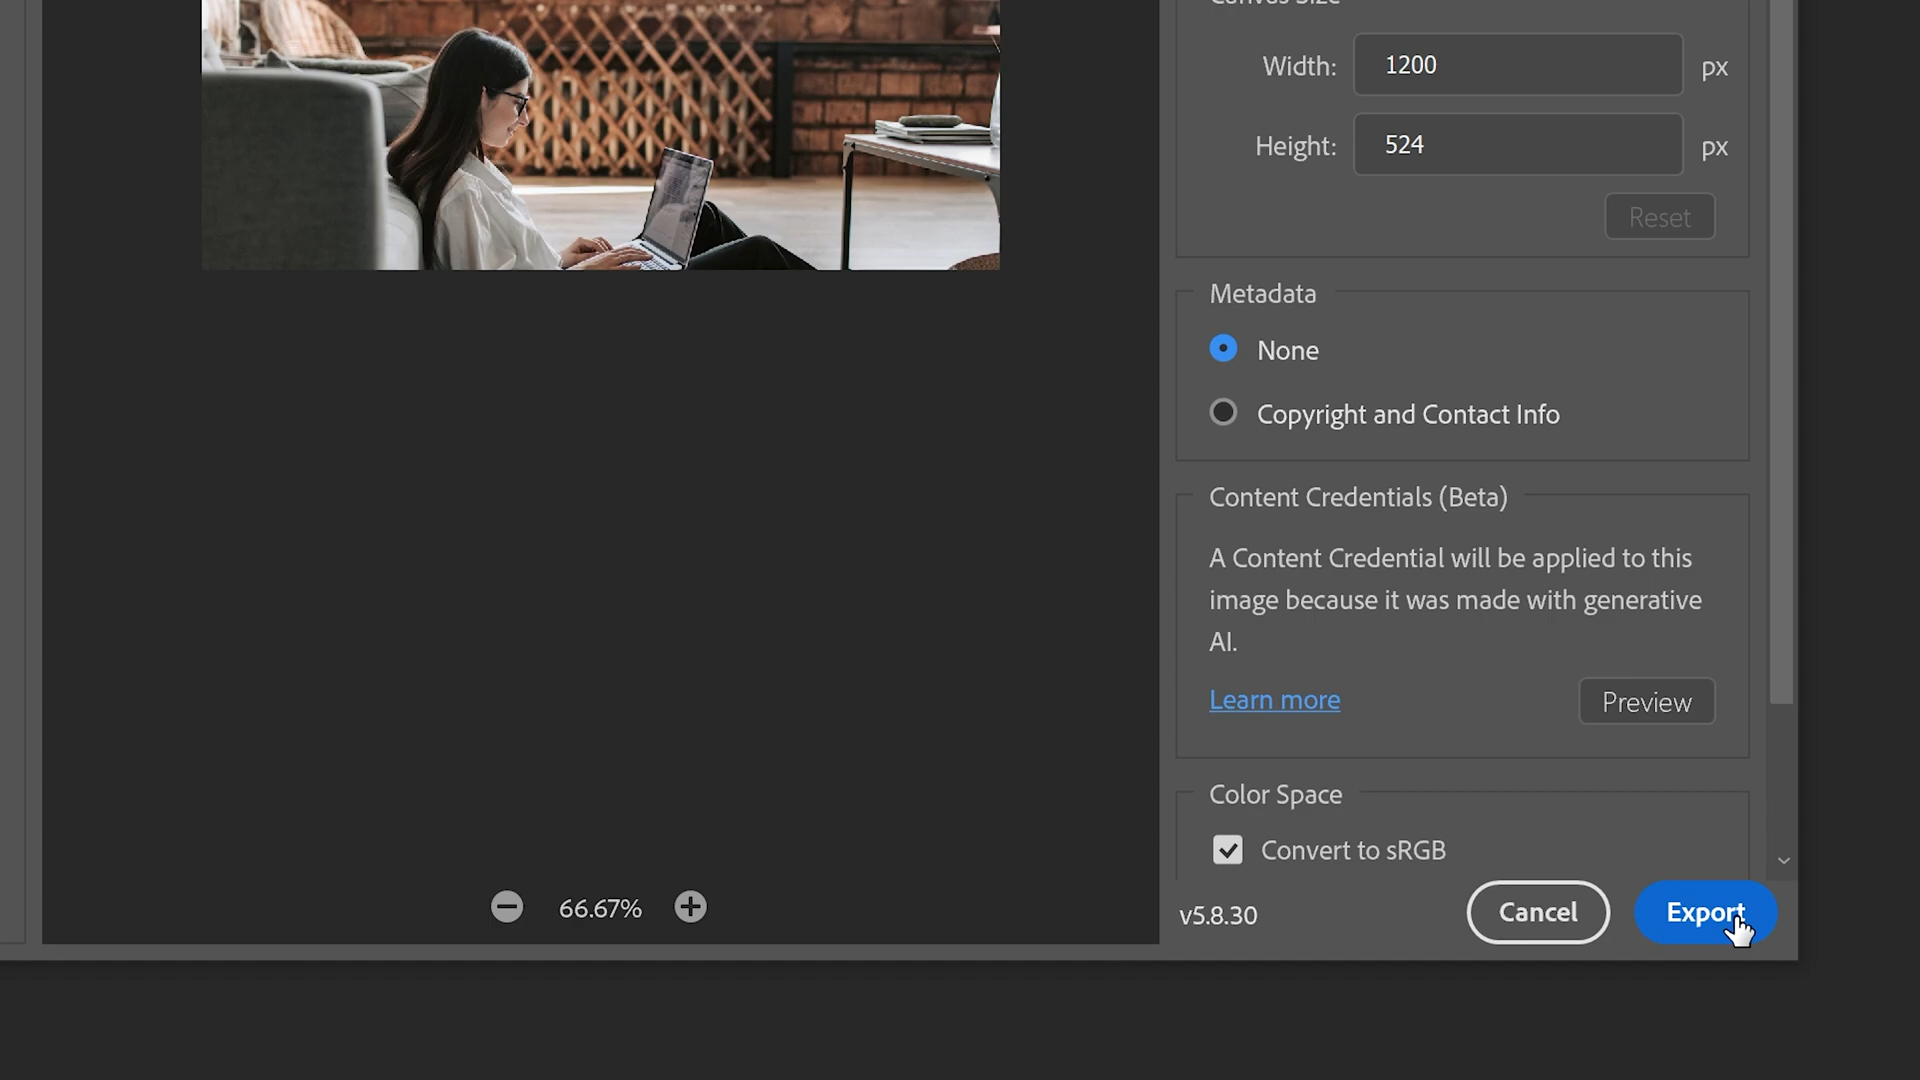 Canvas Size
Width: 1200 px
Height: 524 px
Reset
Metadata
None
Copyright and Contact Info
Content Credentials (Beta)
A Content Credential will be applied to this
image because it was made with generative
AI.
Learn more
Preview
Color Space
Convert to sRGB
66.67%
v5.8.30
Cancel
Export